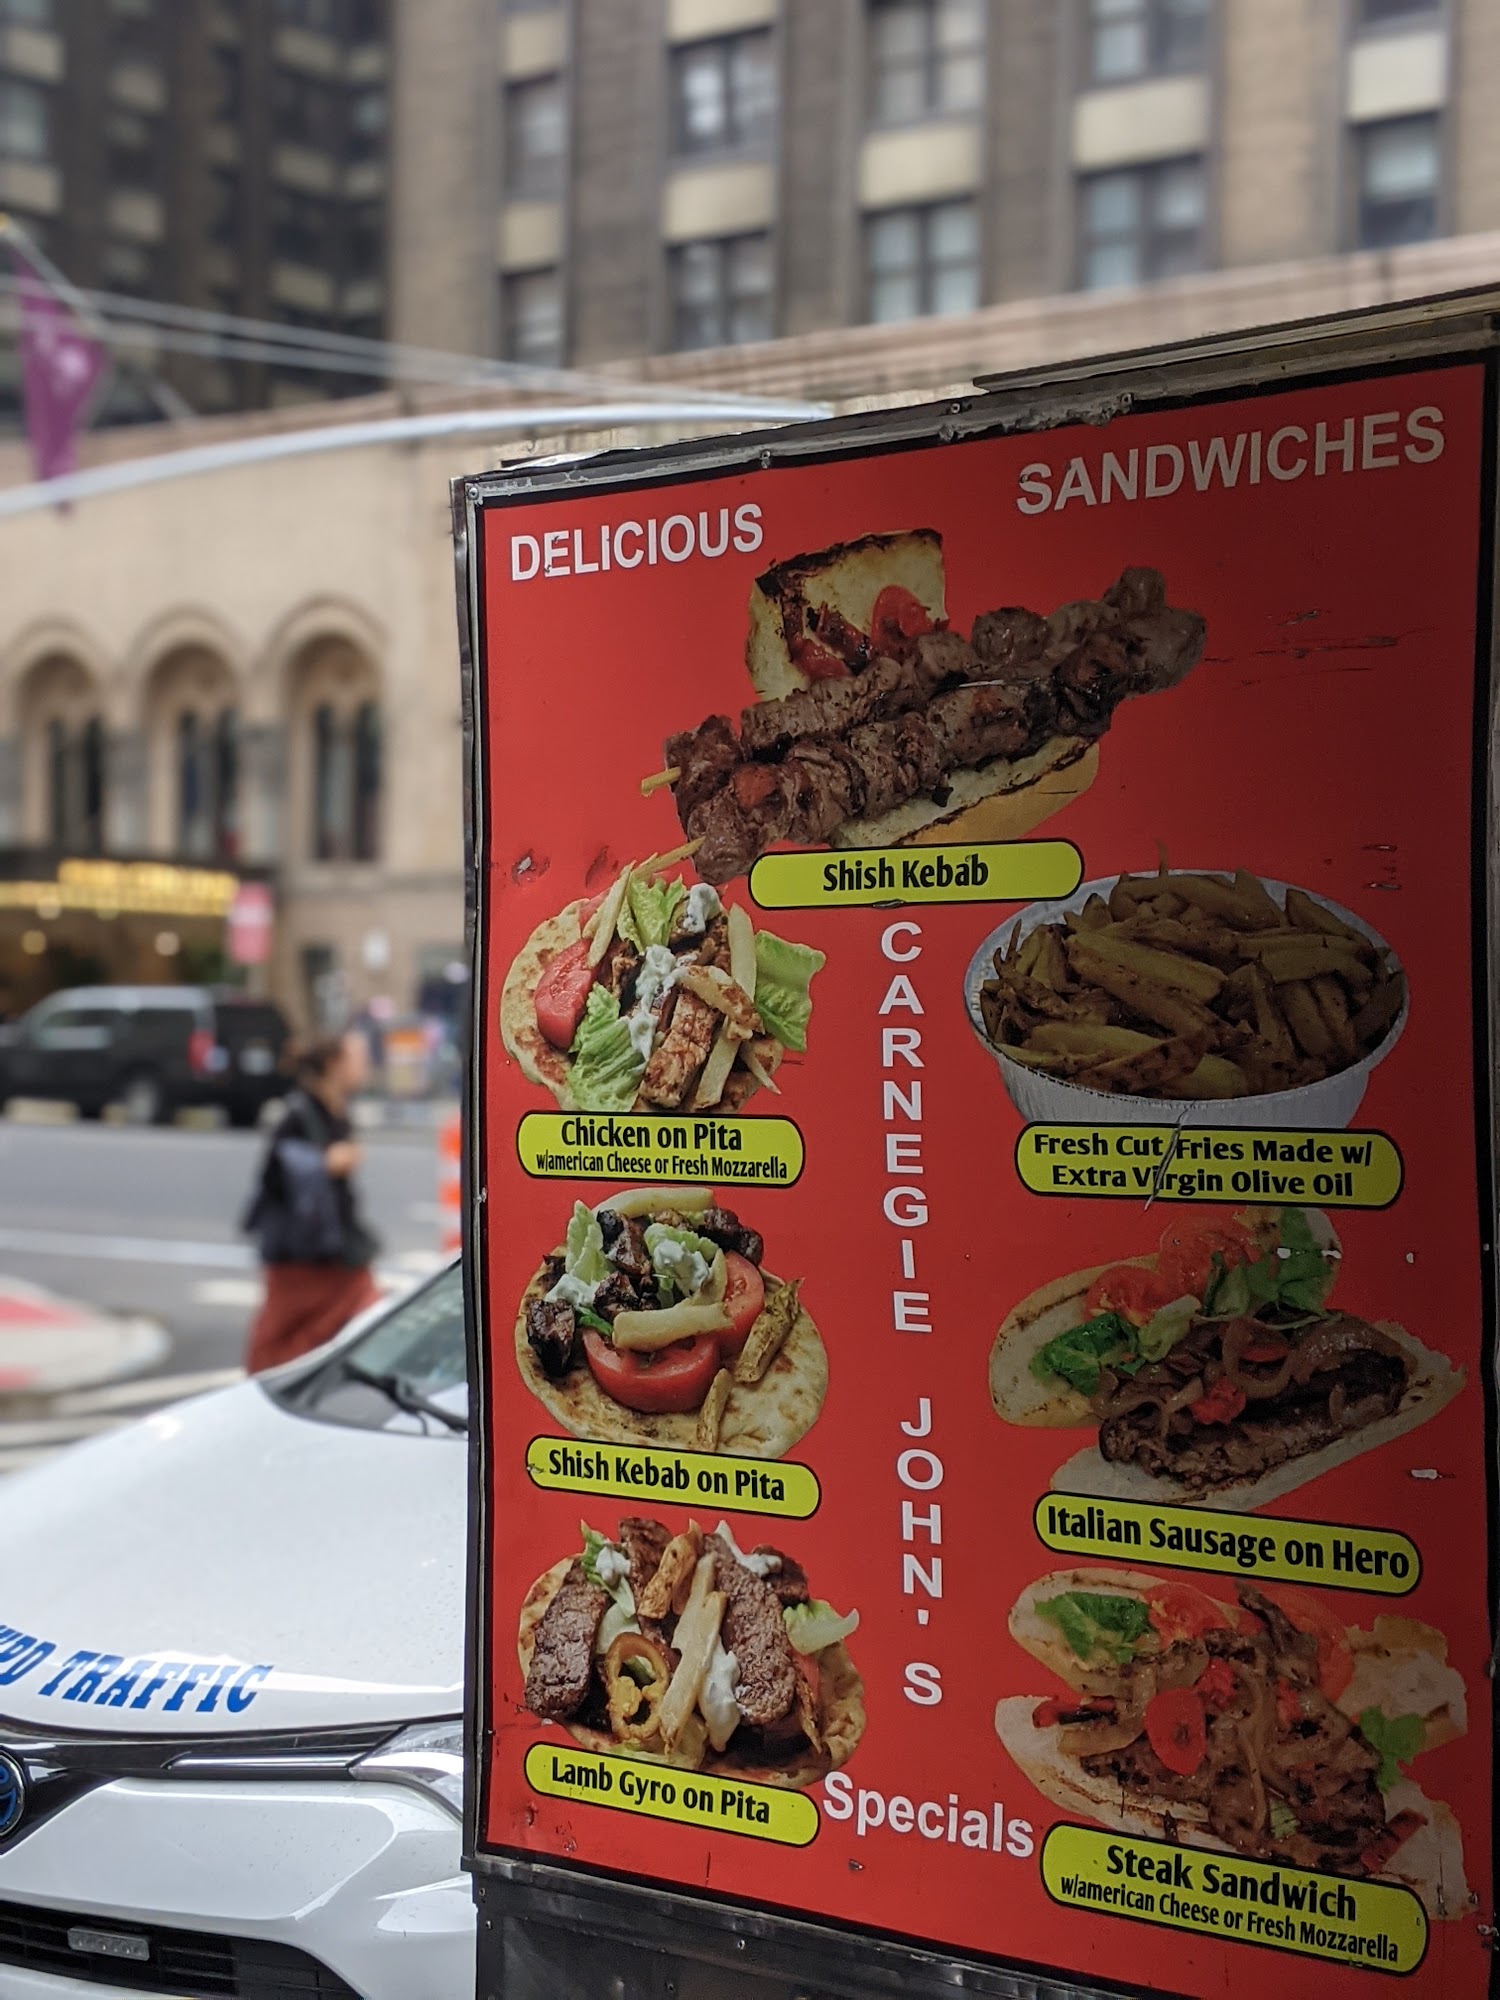 DELICIOUS SANDWICHES
Shish Kebab
CARNEGIE JOHN'S
Chicken on Pita
w/american Cheese or Fresh Mozzarella
Fresh Cut Fries Made w/
Extra Virgin Olive Oil
Shish Kebab on Pita
Italian Sausage on Hero
Lamb Gyro on Pita
Specials
Steak Sandwich
w/american Cheese or Fresh Mozzarella
TRAFFIC